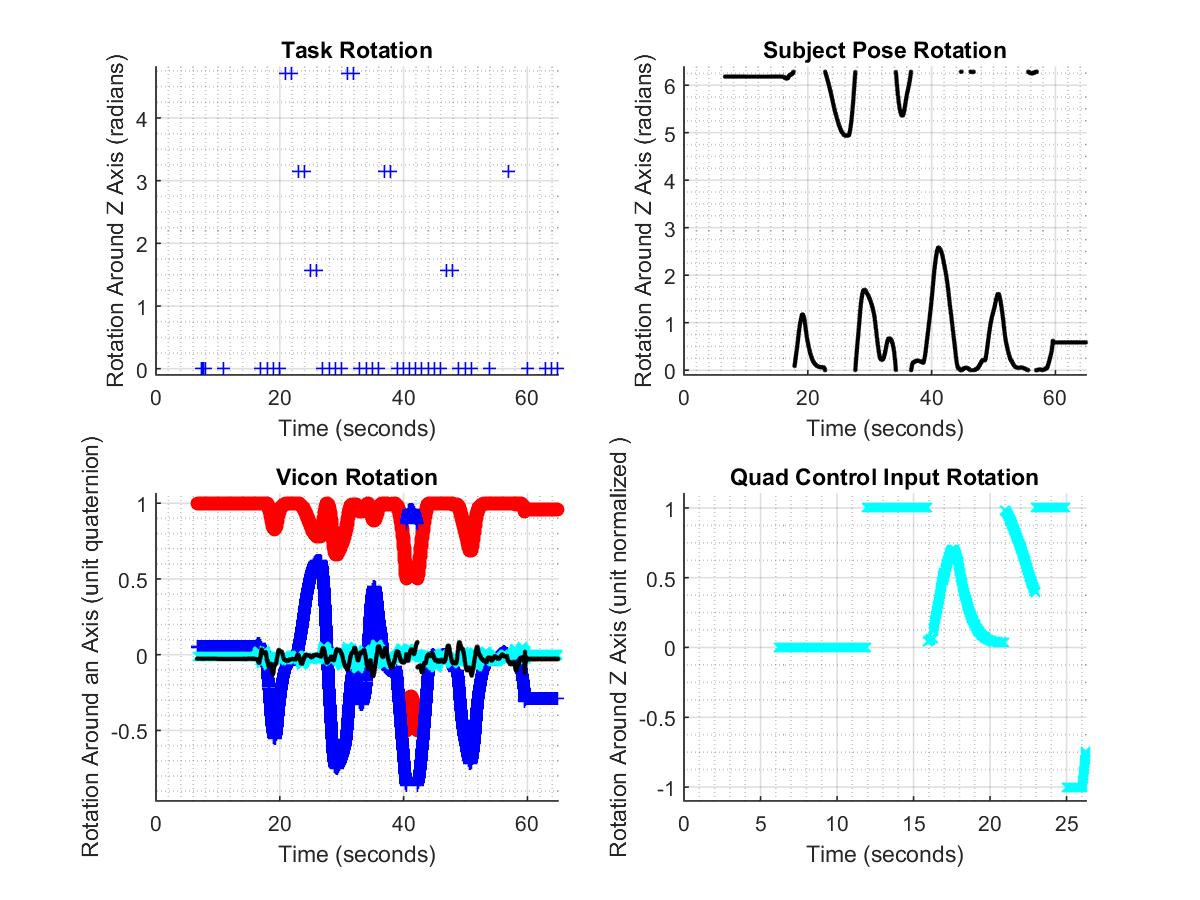 Task Rotation
Rotation Around Z Axis (radians)
4
3
2
1
0
0 20 40 60
Time (seconds)
Subject Pose Rotation
Rotation Around Z Axis (radians)
6
5
4
3
2
1
0
0 20 40 60
Time (seconds)
Vicon Rotation
Rotation Around an Axis (unit quaternion)
1
0.5
0
-0.5
0 20 40 60
Time (seconds)
Quad Control Input Rotation
Rotation Around Z Axis (unit normalized )
1
0.5
0
-0.5
-1
0 5 10 15 20 25
Time (seconds)